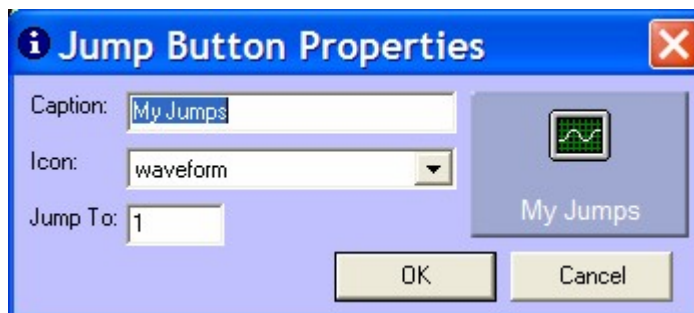 Jump Button Properties
Caption: My Jumps
Icon: waveform
Jump To: 1
My Jumps
OK Cancel